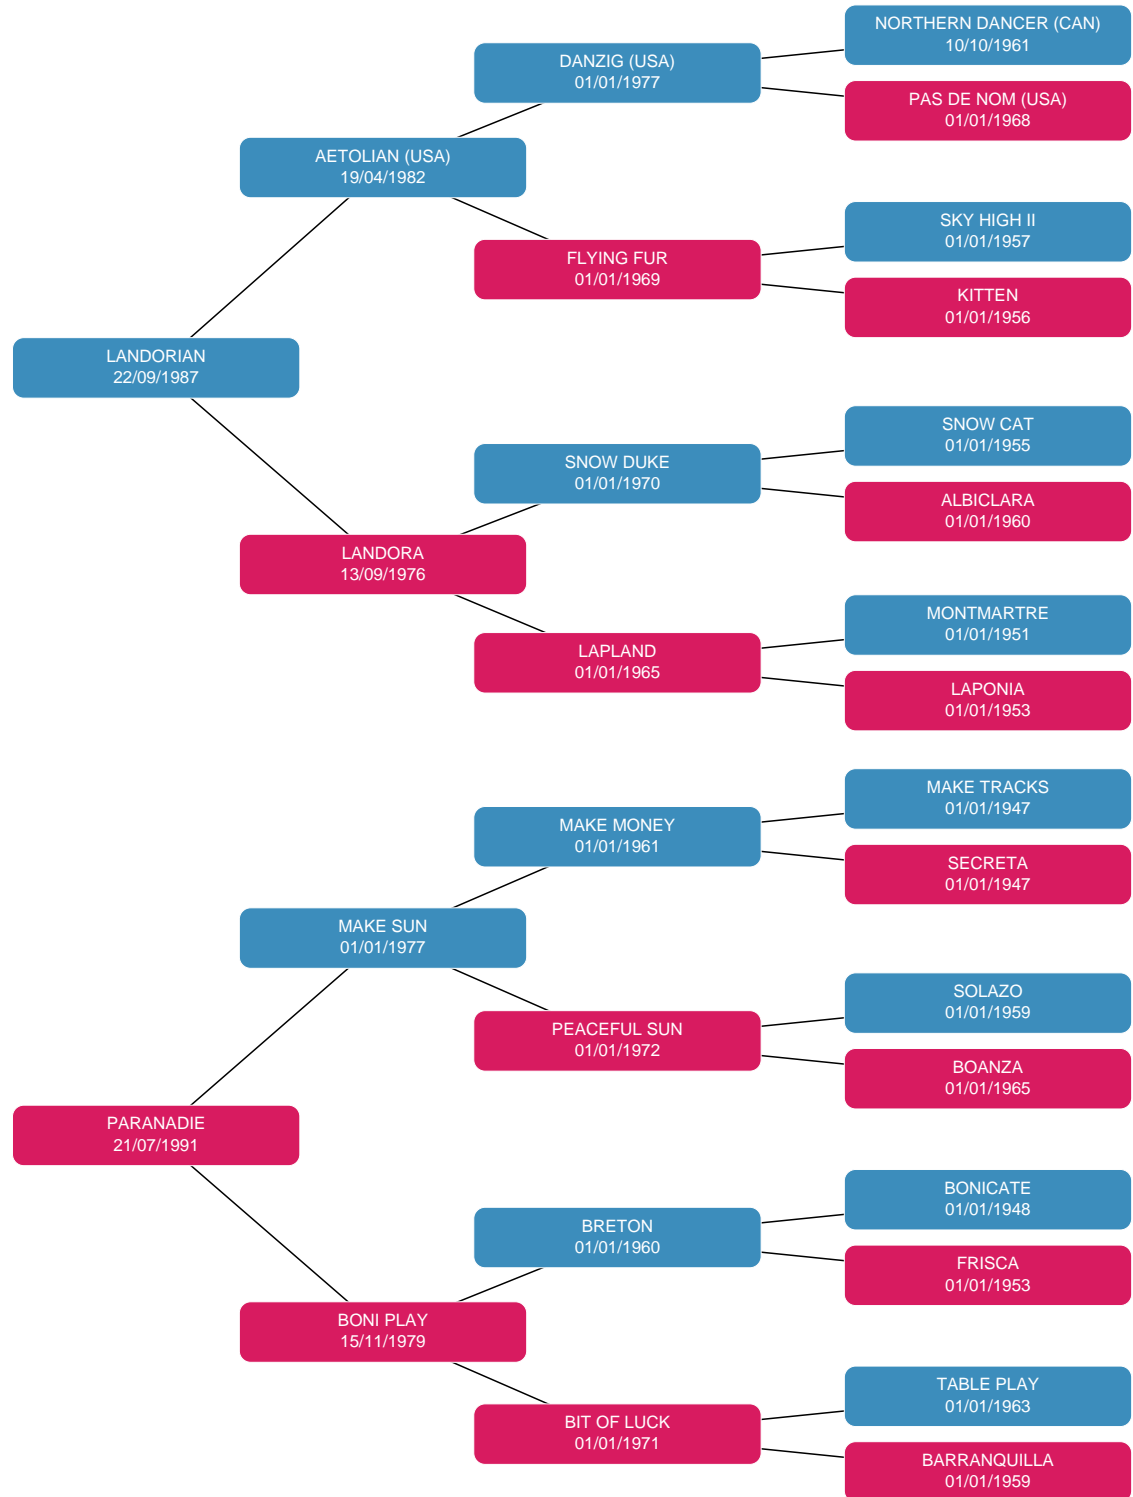 NORTHERN DANCER (CAN)
10/10/1961
DANZIG (USA)
01/01/1977
PAS DE NOM (USA)
01/01/1968
AETOLIAN (USA)
19/04/1982
SKY HIGH II
01/01/1957
FLYING FUR
01/01/1969
KITTEN
01/01/1956
LANDORIAN
22/09/1987
SNOW CAT
01/01/1955
SNOW DUKE
01/01/1970
ALBICLARA
01/01/1960
LANDORA
13/09/1976
MONTMARTRE
01/01/1951
LAPLAND
01/01/1965
LAPONIA
01/01/1953
MAKE TRACKS
01/01/1947
MAKE MONEY
01/01/1961
SECRETA
01/01/1947
MAKE SUN
01/01/1977
SOLAZO
01/01/1959
PEACEFUL SUN
01/01/1972
BOANZA
01/01/1965
PARANADIE
21/07/1991
BONICATE
01/01/1948
BRETON
01/01/1960
FRISCA
01/01/1953
BONI PLAY
15/11/1979
TABLE PLAY
01/01/1963
BIT OF LUCK
01/01/1971
BARRANQUILLA
01/01/1959